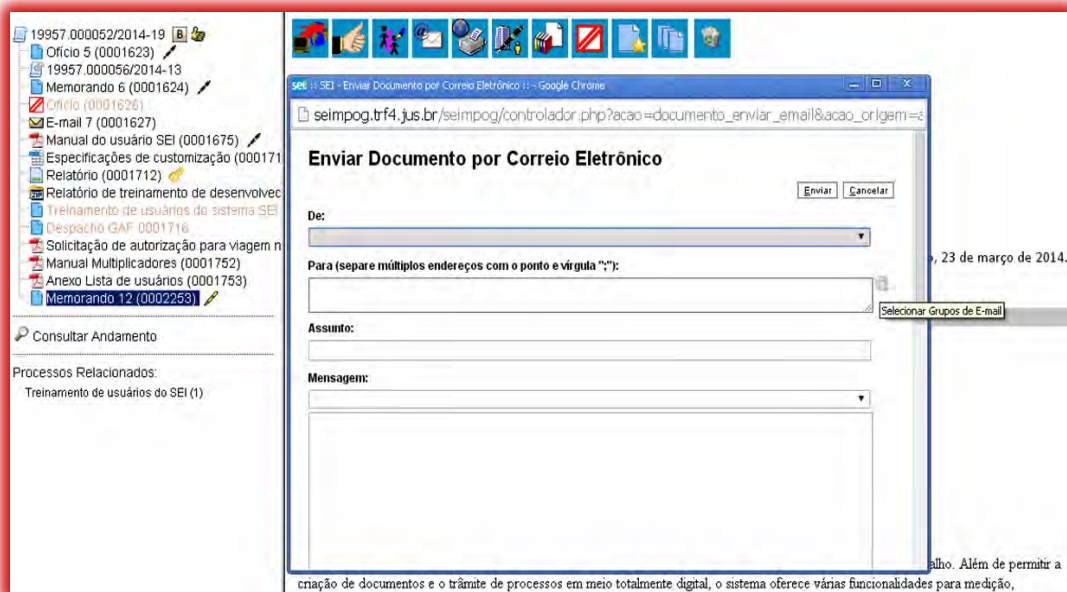 19957.000052/2014-19
Ofício 5 (0001623)
19957.000056/2014-13
Memorando 6 (0001624)
Ofício (0001626)
E-mail 7 (0001627)
Manual do usuário SEI (0001675)
Especificações de customização (000171
Relatório (0001712)
Relatório de treinamento de desenvolvec
Treinamento de usuários do sistema SEI
Despacho GAF 0001716
Solicitação de autorização para viagem n
Manual Multiplicadores (0001752)
Anexo Lista de usuários (0001753)
Memorando 12 (0002253)
Consultar Andamento
Processos Relacionados:
Treinamento de usuários do SEI (1)
sei :: SEI - Enviar Documento por Correio Eletrônico :: - Google Chrome
seimpog.trf4.jus.br/seimpog/controlador.php?acao=documento_enviar_email&acao_origem=a
Enviar Documento por Correio Eletrônico
Enviar Cancelar
De:
Para (separe múltiplos endereços com o ponto e vírgula ";"):
Selecionar Grupos de E-mail
Assunto:
Mensagem:
, 23 de março de 2014.
alho. Além de permitir a
criação de documentos e o trâmite de processos em meio totalmente digital, o sistema oferece várias funcionalidades para medição,